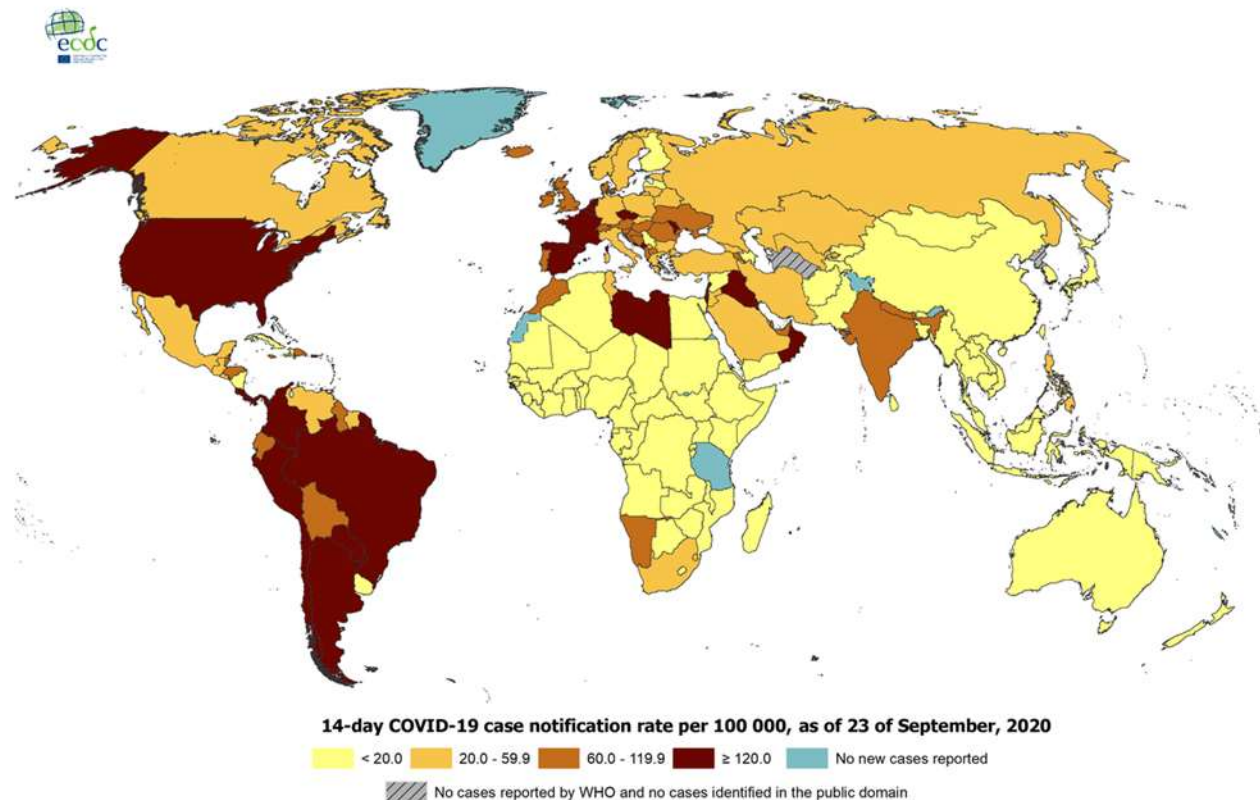 ecdc
14-day COVID-19 case notification rate per 100 000, as of 23 of September, 2020
< 20.0 20.0 - 59.9 60.0 - 119.9 ≥ 120.0 No new cases reported
No cases reported by WHO and no cases identified in the public domain